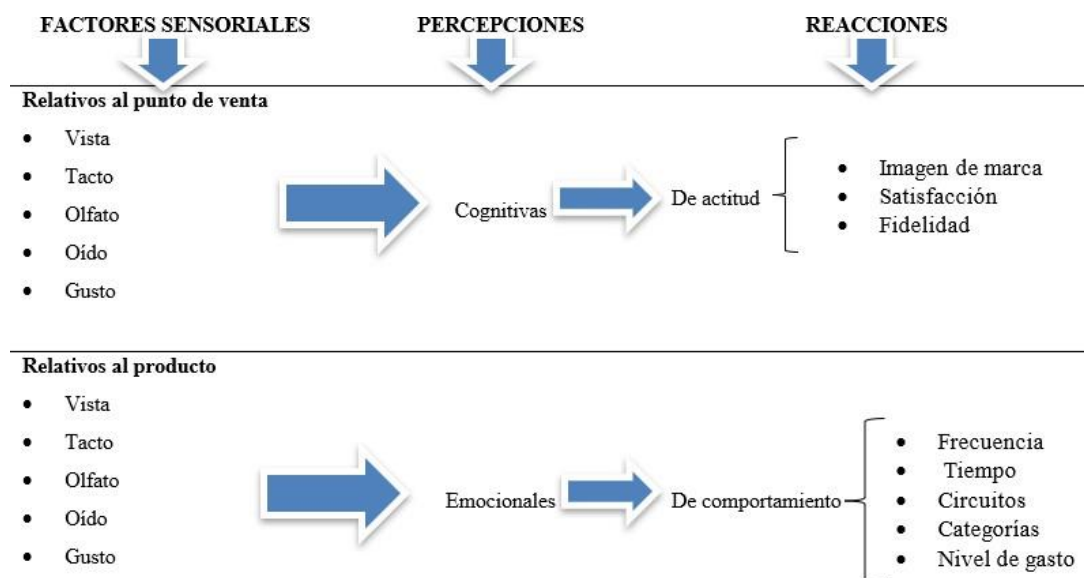 FACTORES SENSORIALES PERCEPCIONES REACCIONES
Relativos al punto de venta
• Vista
• Tacto
• Olfato
• Oído
• Gusto
Cognitivas
De actitud
• Imagen de marca
• Satisfacción
• Fidelidad
Relativos al producto
• Vista
• Tacto
• Olfato
• Oído
• Gusto
Emocionales
De comportamiento
• Frecuencia
• Tiempo
• Circuitos
• Categorías
• Nivel de gasto